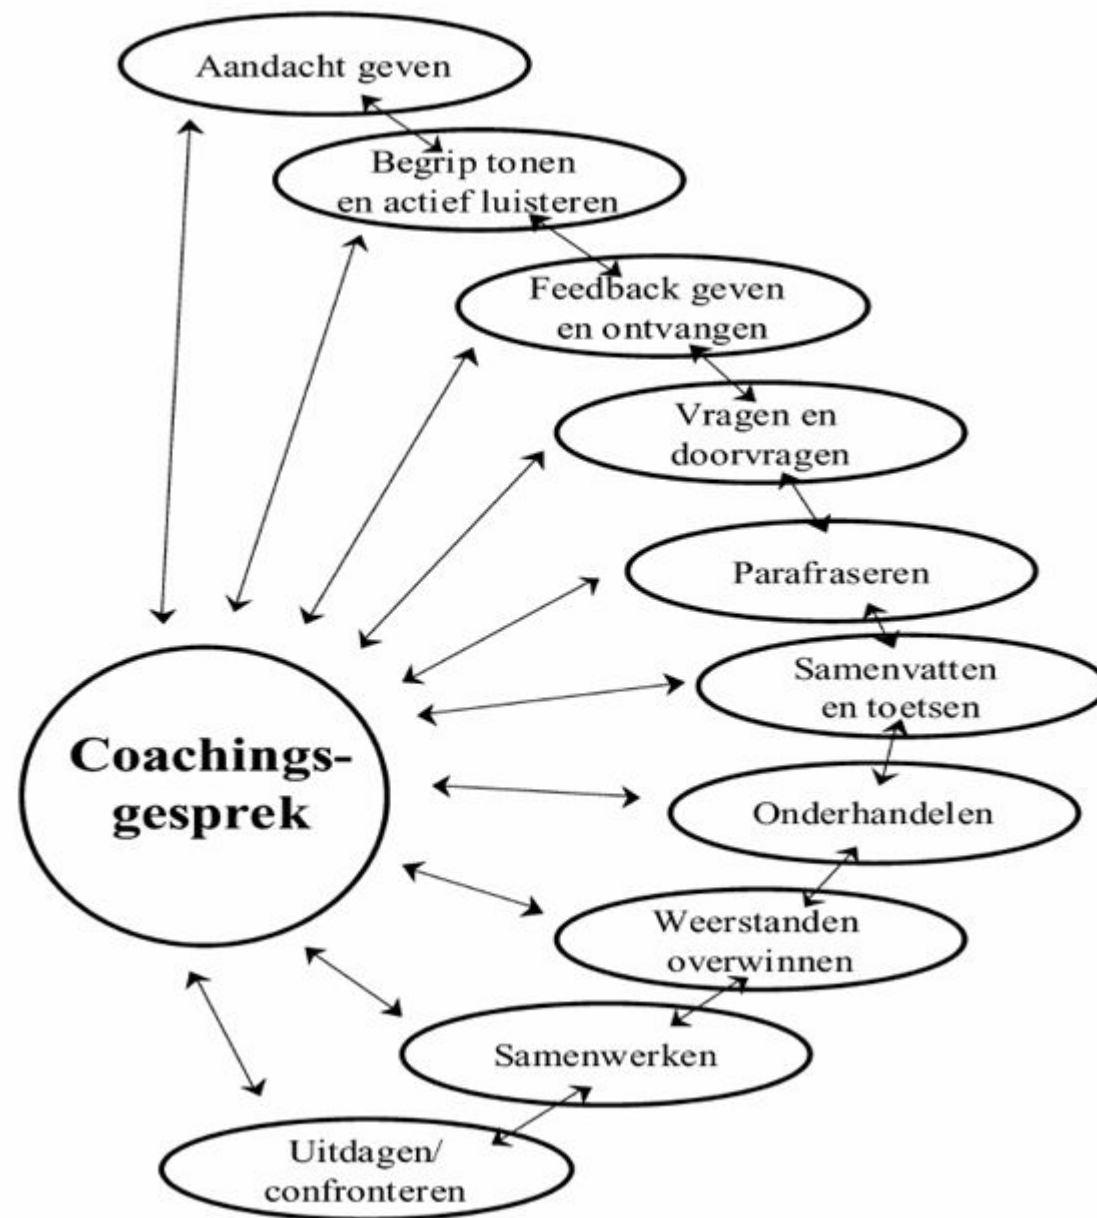 Aandacht geven
Begrip tonen
en actief luisteren
Feedback geven
en ontvangen
Vragen en
doorvragen
Parafraseren
Samenvatten
en toetsen
Coachings-
gesprek
Onderhandelen
Weerstanden
overwinnen
Samenwerken
Uitdagen/
confronteren